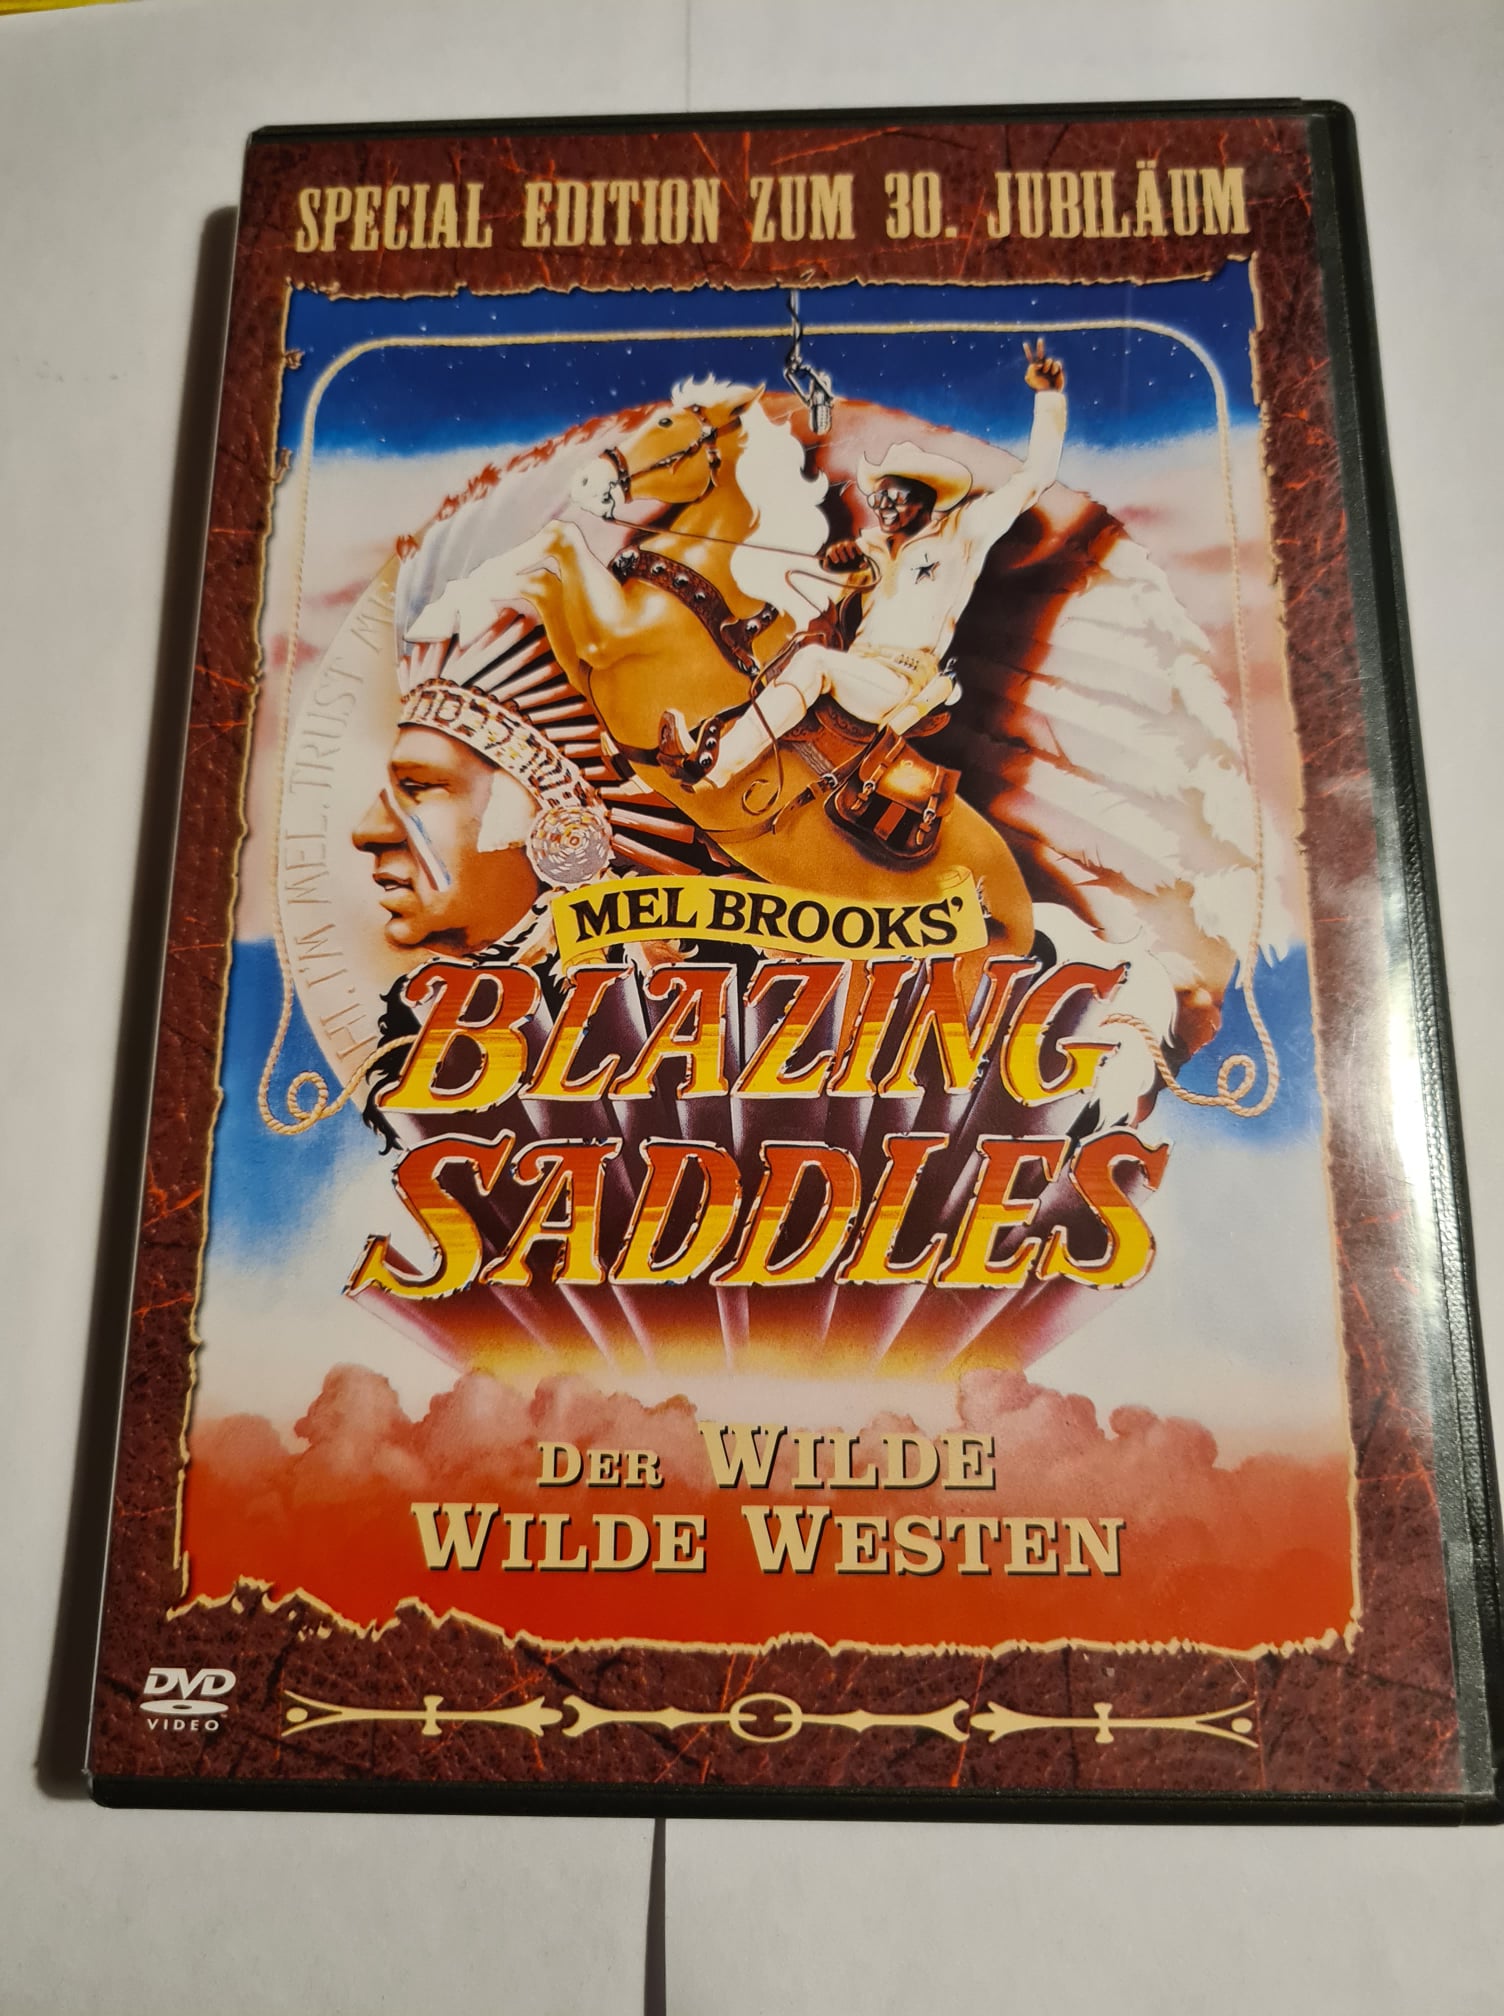 SPECIAL EDITION ZUM 30. JUBILÄUM
HI, I'M MEL, TRUST ME
MEL BROOKS'
BLAZING
SADDLES
DER WILDE
WILDE WESTEN
DVD
VIDEO